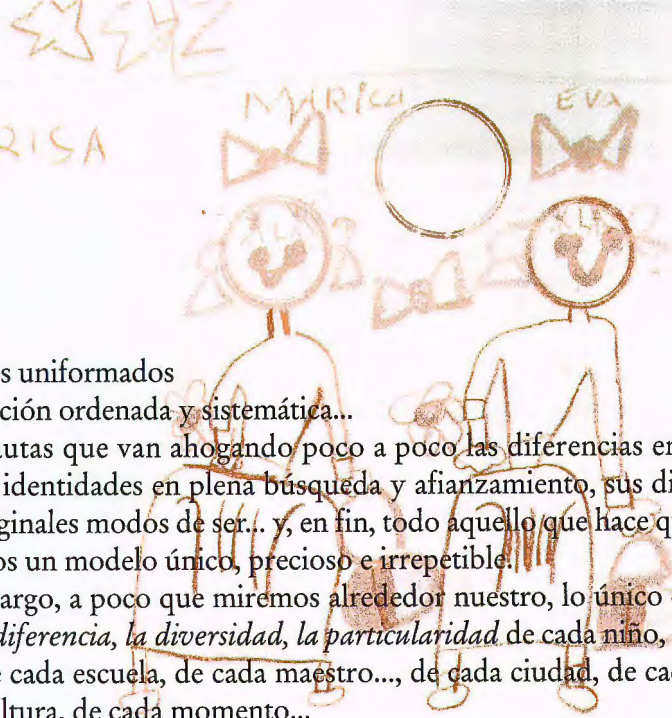 MARICA
EVA
RISA
s uniformados
ción ordenada y sistemática...
utas que van ahogando poco a poco las diferencias en
identidades en plena búsqueda y afianzamiento, sus di
ginales modos de ser... y, en fin, todo aquello que hace q
os un modelo único, precioso e irrepetible.
argo, a poco que miremos alrededor nuestro, lo único
diferencia, la diversidad, la particularidad de cada niño,
e cada escuela, de cada maestro..., de cada ciudad, de ca
ltura, de cada momento...